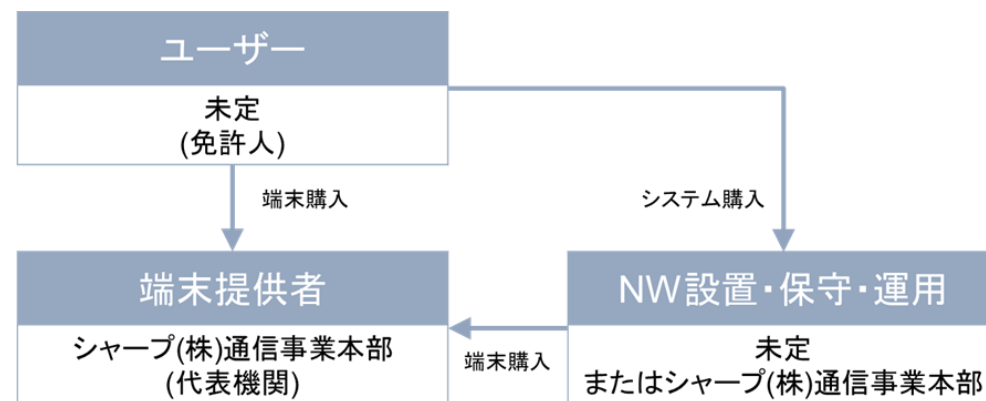 ユーザー
未定
(免許人)
端末購入
システム購入
端末提供者
シャープ(株)通信事業本部
(代表機関)
端末購入
NW設置・保守・運用
未定
またはシャープ(株)通信事業本部